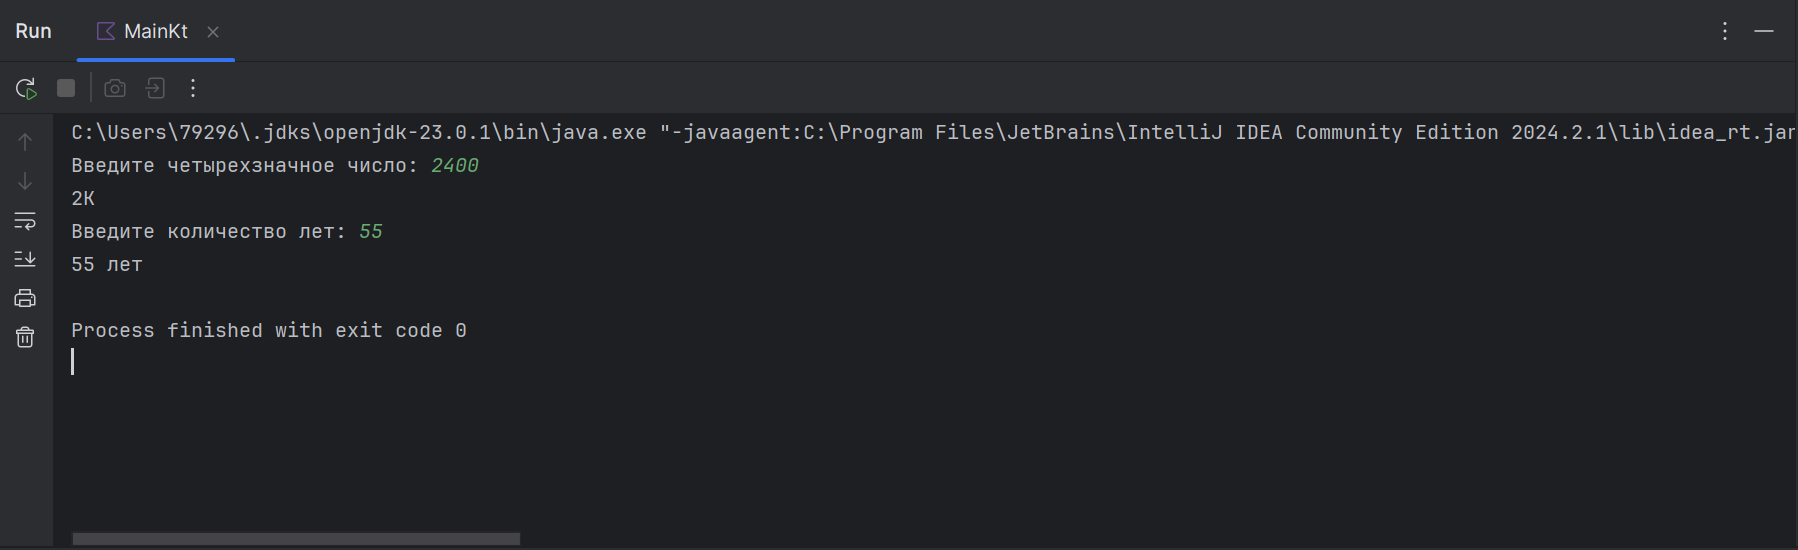 Run MainKt
C:\Users\79296\.jdks\openjdk-23.0.1\bin\java.exe "-javaagent:C:\Program Files\JetBrains\IntelliJ IDEA Community Edition 2024.2.1\lib\idea_rt.jar
Введите четырехзначное число: 2400
2K
Введите количество лет: 55
55 лет
Process finished with exit code 0